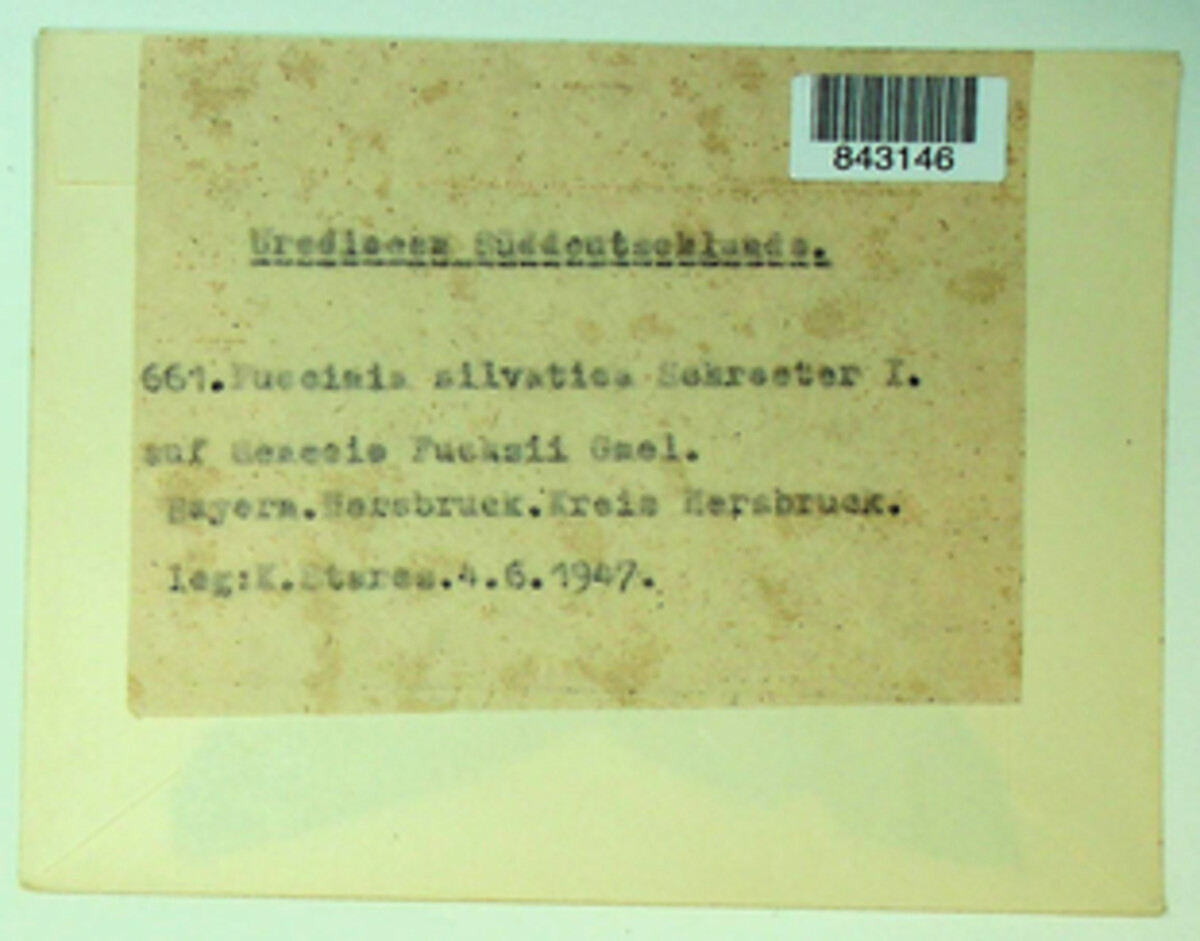 843146
Uredineen Süddeutschlands.
661.Puccinia silvatica Schroeter I.
auf Senecio Fuchsii Gmel.
Bayern.Hersbruck.Kreis Hersbruck.
leg:K.Starcs.4.6.1947.